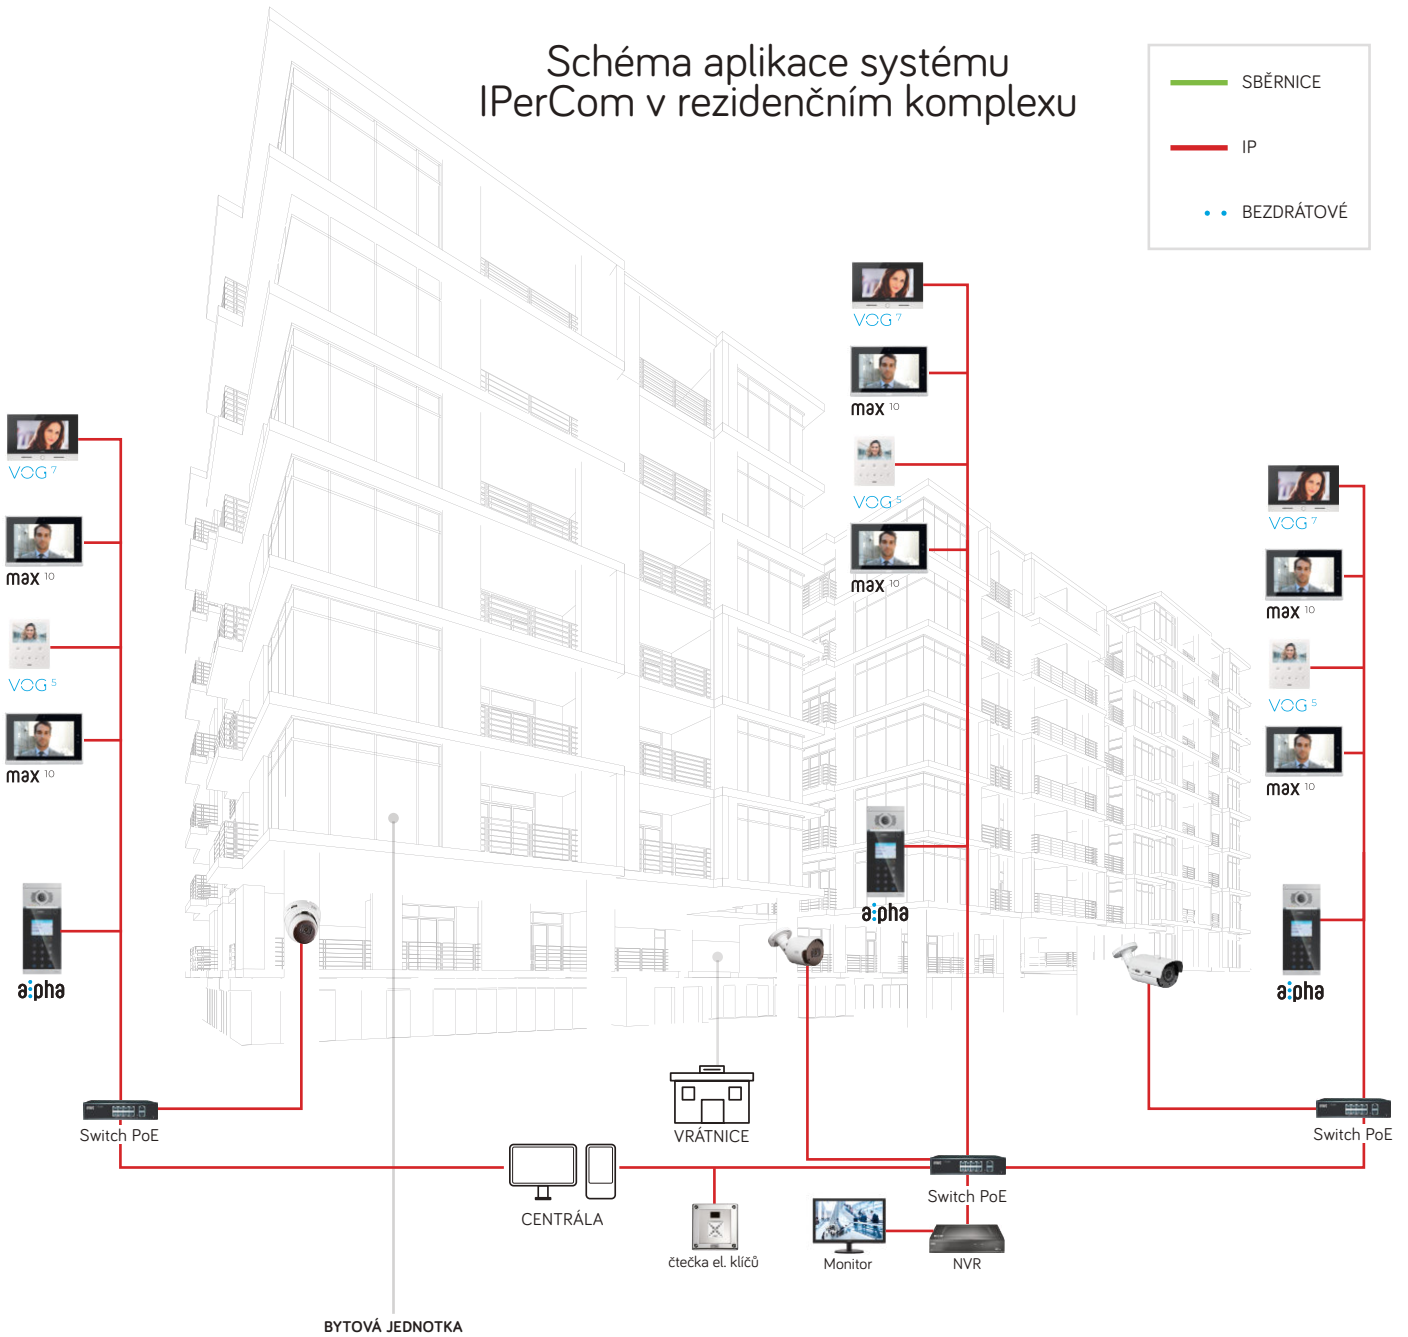 Schéma aplikace systému
IPerCom v rezidenčním komplexu
SBĚRNICE
IP
BEZDRÁTOVÉ
VOG 7
max 10
VOG 5
max 10
alpha
VOG 7
max 10
VOG 5
max 10
alpha
VOG 7
max 10
VOG 5
max 10
alpha
Switch PoE
VRÁTNICE
Switch PoE
CENTRÁLA
Switch PoE
čtečka el. klíčů
Monitor
NVR
BYTOVÁ JEDNOTKA